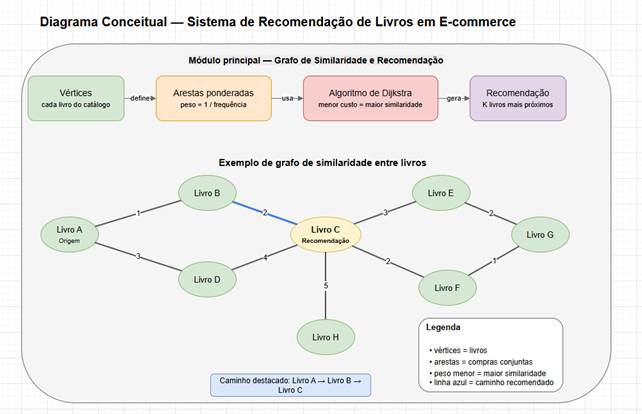 Diagrama Conceitual — Sistema de Recomendação de Livros em E-commerce
Módulo principal — Grafo de Similaridade e Recomendação
Vértices
cada livro do catálogo
define
Arestas ponderadas
peso = 1 / frequência
usa
Algoritmo de Dijkstra
menor custo = maior similaridade
gera
Recomendação
K livros mais próximos
Exemplo de grafo de similaridade entre livros
Livro B
Livro E
1
2
3
2
Livro A
Origem
Livro C
Recomendação
Livro G
3
4
2
1
Livro D
Livro F
5
Livro H
Legenda
• vértices = livros
• arestas = compras conjuntas
• peso menor = maior similaridade
• linha azul = caminho recomendado
Caminho destacado: Livro A → Livro B →
Livro C